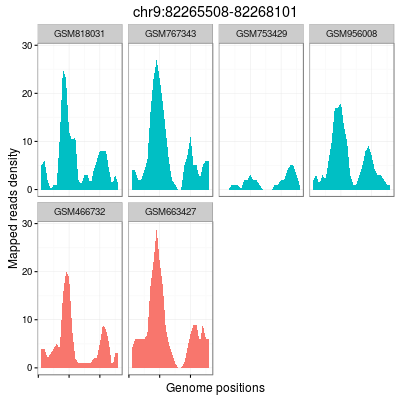 chr9:82265508-82268101
GSM818031 GSM767343 GSM753429 GSM956008
30
20
10
0
Mapped reads density
GSM466732 GSM663427
30
20
10
0
Genome positions